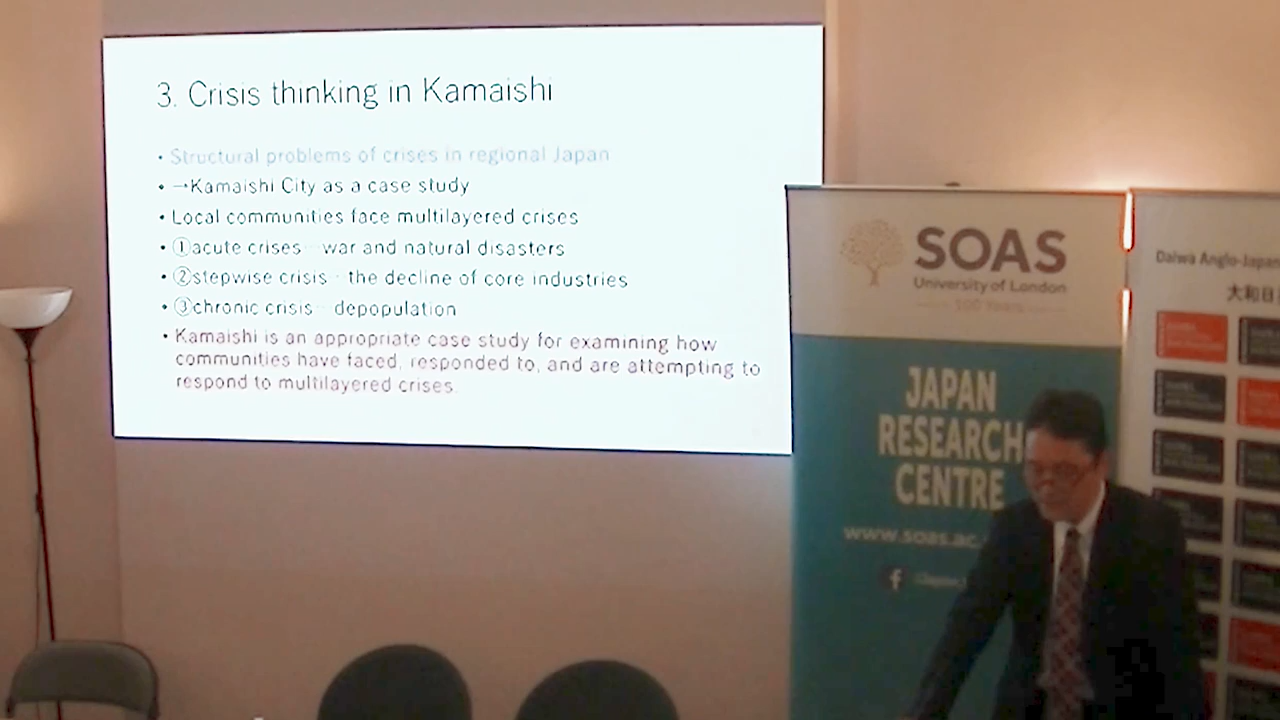 3. Crisis thinking in Kamaishi
• Structural problems of crises in regional Japan
• →Kamaishi City as a case study
• Local communities face multilayered crises
• ①acute crises - war and natural disasters
• ②stepwise crisis - the decline of core industries
• ③chronic crisis - depopulation
• Kamaishi is an appropriate case study for examining how
communities have faced, responded to, and are attempting to
respond to multilayered crises.
SOAS
University of London
100 Years
JAPAN
RESEARCH
CENTRE
www.soas.ac.
Daiwa Anglo-Japan
大和日